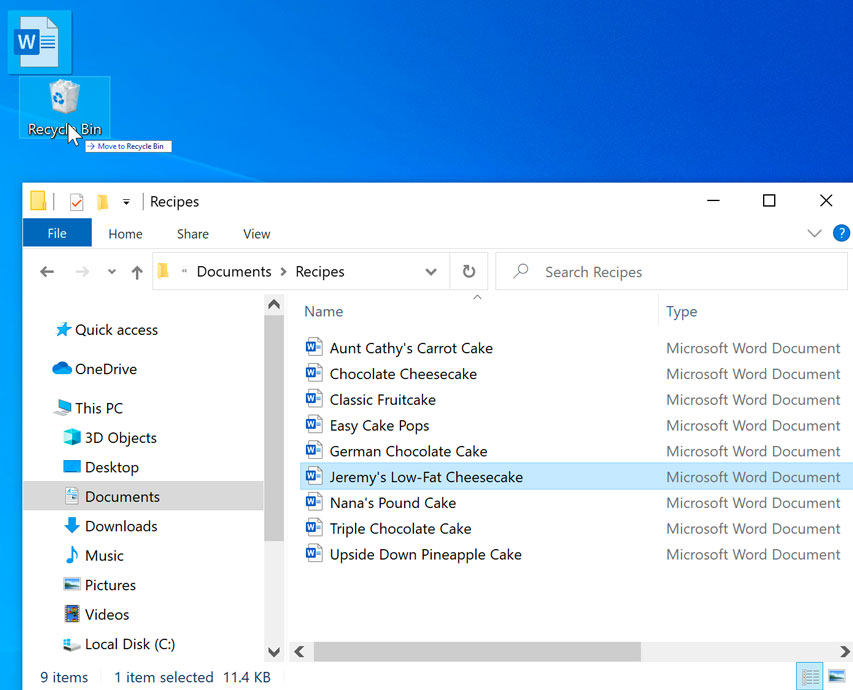 W
Recycle Bin
Move to Recycle Bin
Recipes
File Home Share View ?
« Documents > Recipes Search Recipes
Name Type
Quick access
OneDrive
This PC
3D Objects
Desktop
Documents
Downloads
Music
Pictures
Videos
Local Disk (C:)
Aunt Cathy's Carrot Cake Microsoft Word Document
Chocolate Cheesecake Microsoft Word Document
Classic Fruitcake Microsoft Word Document
Easy Cake Pops Microsoft Word Document
German Chocolate Cake Microsoft Word Document
Jeremy's Low-Fat Cheesecake Microsoft Word Document
Nana's Pound Cake Microsoft Word Document
Triple Chocolate Cake Microsoft Word Document
Upside Down Pineapple Cake Microsoft Word Document
9 items 1 item selected 11.4 KB